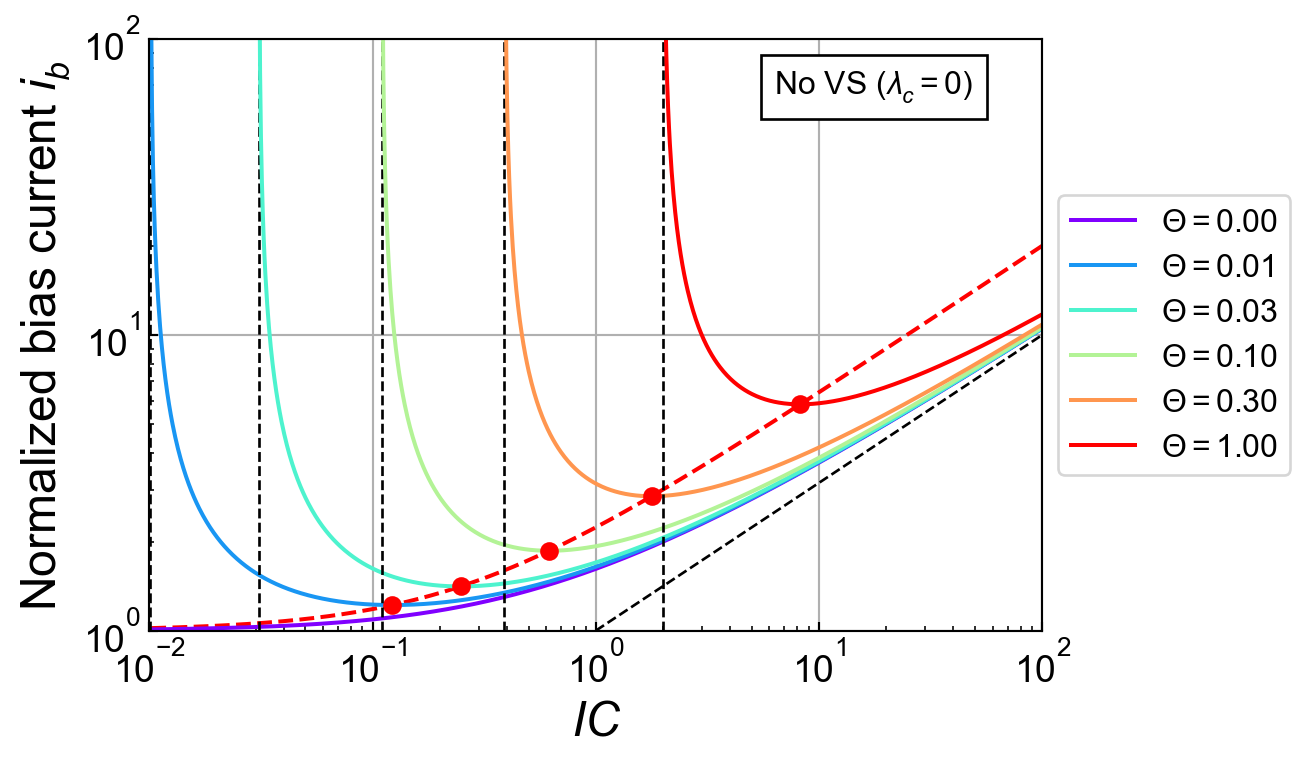 Normalized bias current i_b
10^2
10^1
10^0
No VS (λ_c = 0)
Θ = 0.00
Θ = 0.01
Θ = 0.03
Θ = 0.10
Θ = 0.30
Θ = 1.00
10^−2
10^−1
10^0
10^1
10^2
IC